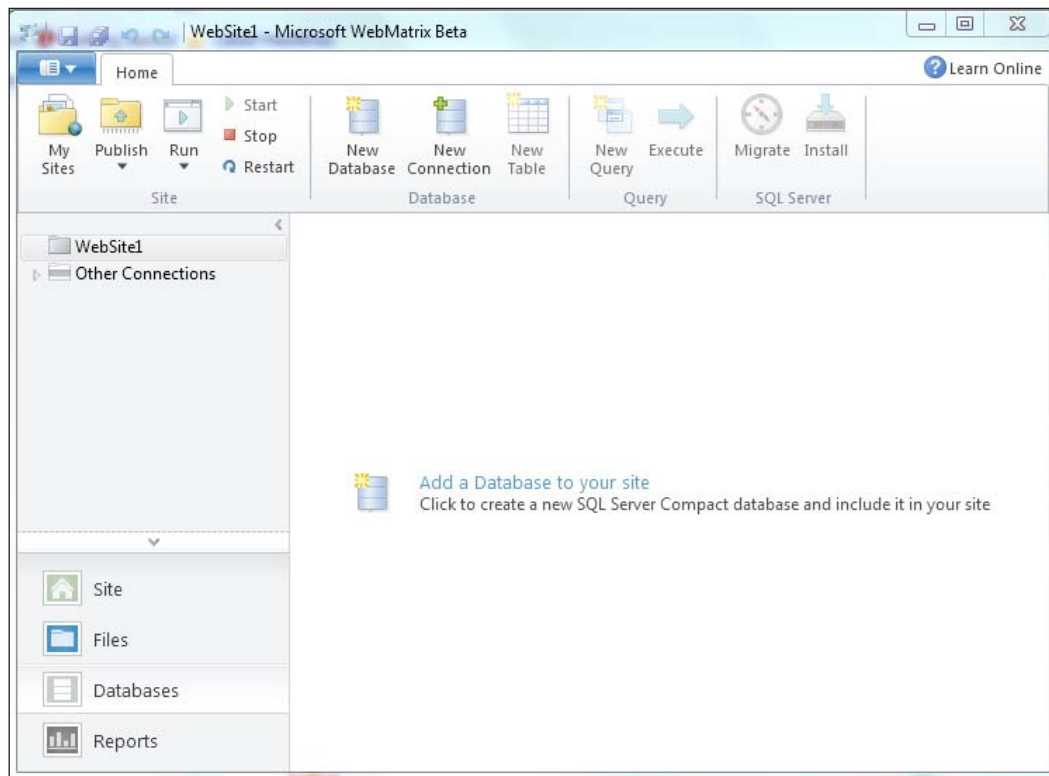 WebSite1 - Microsoft WebMatrix Beta
Home
Learn Online
My Sites
Publish
Run
Start
Stop
Restart
Site
New Database
New Connection
New Table
Database
New Query
Execute
Query
Migrate
Install
SQL Server
WebSite1
Other Connections
Add a Database to your site
Click to create a new SQL Server Compact database and include it in your site
Site
Files
Databases
Reports